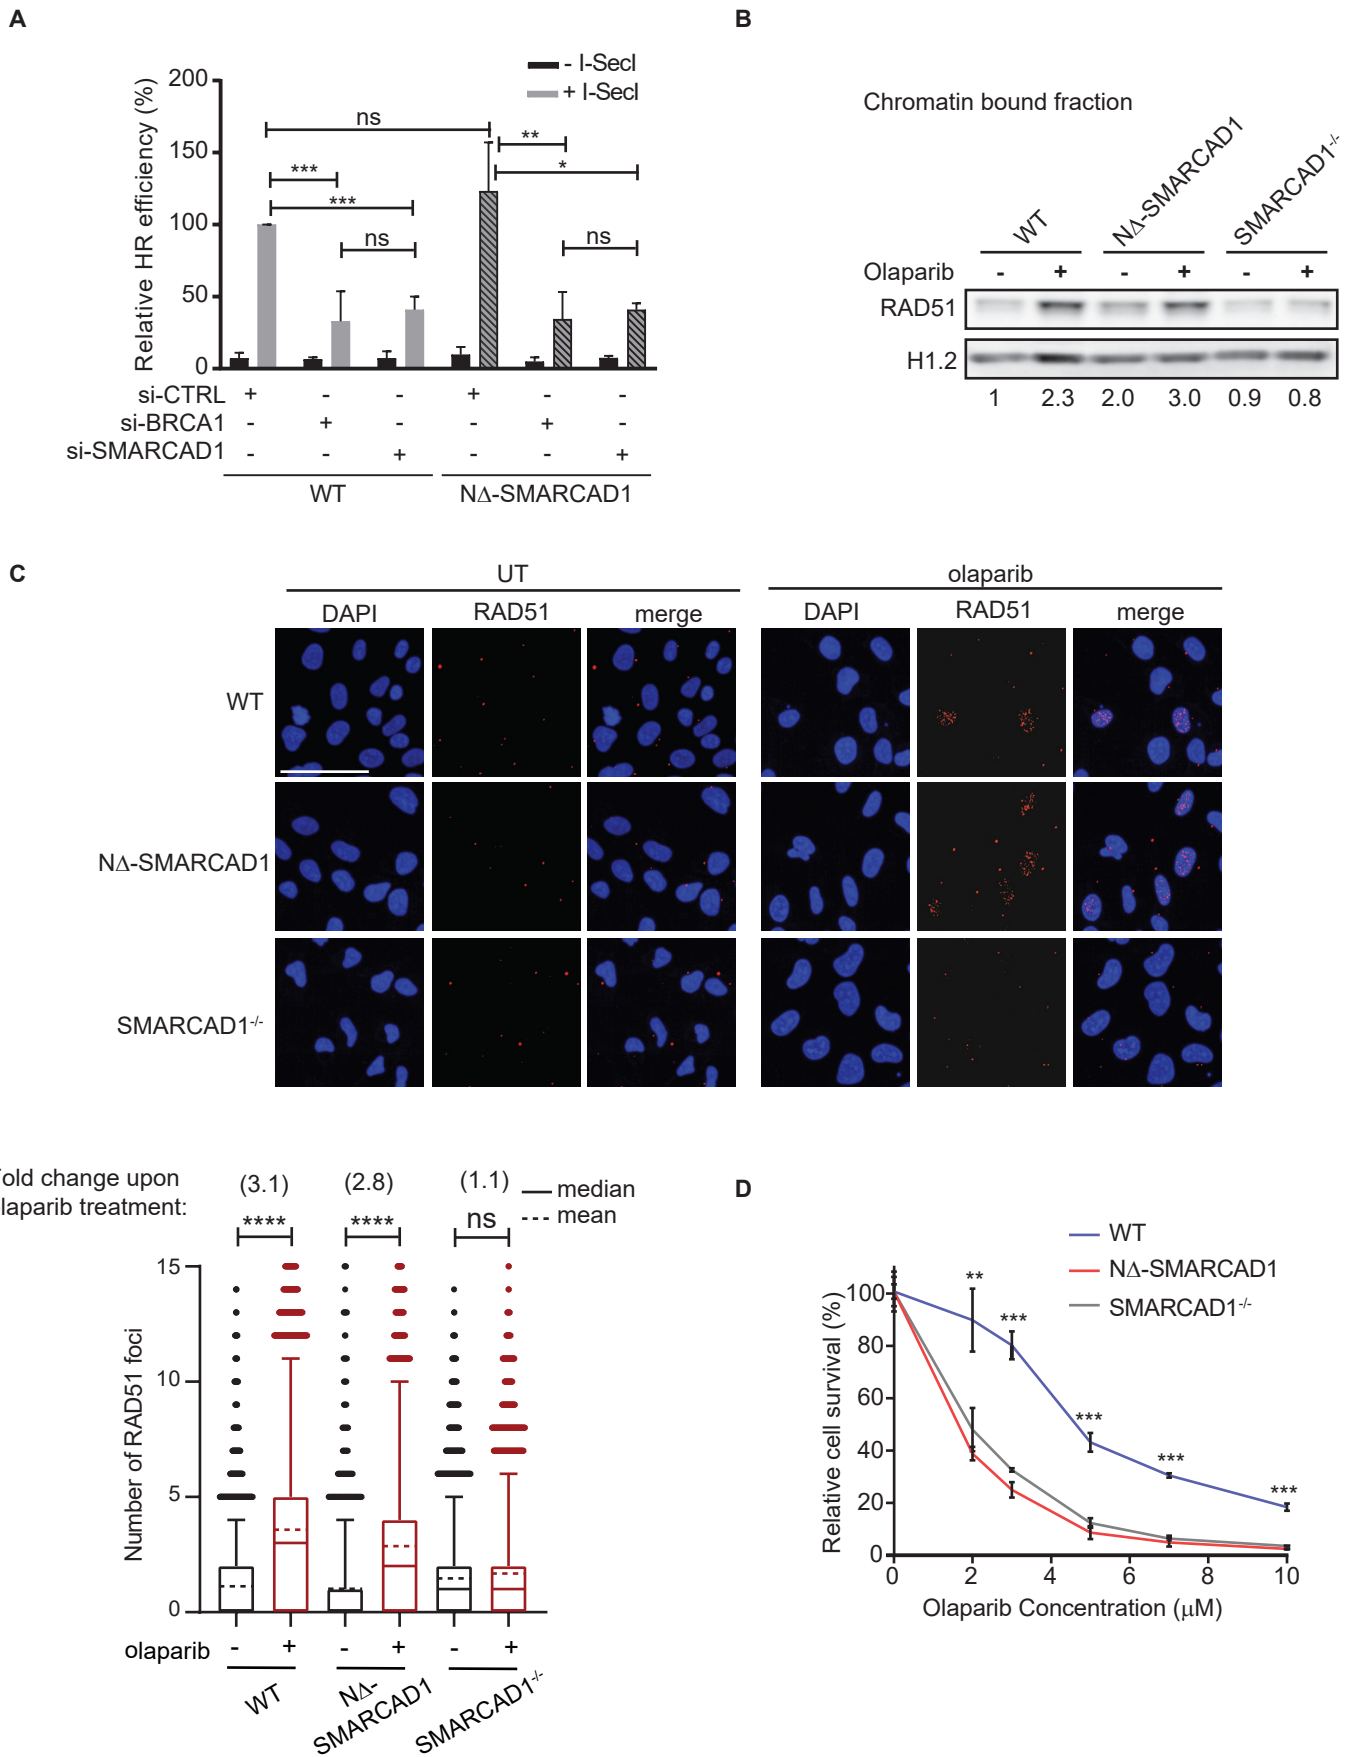 A
Relative HR efficiency (%)
200
150
100
50
0
- I-SecI
+ I-SecI
ns
***
***
ns
**
*
ns
si-CTRL + - - + - -
si-BRCA1 - + - - + -
si-SMARCAD1 - - + - - +
WT
NΔ-SMARCAD1
B
Chromatin bound fraction
WT
NΔ-SMARCAD1
SMARCAD1-/-
Olaparib - + - + - +
RAD51
H1.2
1 2.3 2.0 3.0 0.9 0.8
C
UT
olaparib
DAPI RAD51 merge DAPI RAD51 merge
WT
NΔ-SMARCAD1
SMARCAD1-/-
old change upon
laparib treatment:
(3.1) (2.8) (1.1)
**** **** ns
median
mean
Number of RAD51 foci
15
10
5
0
olaparib - + - + - +
WT
NΔ-
SMARCAD1
SMARCAD1-/-
D
WT
NΔ-SMARCAD1
SMARCAD1-/-
Relative cell survival (%)
100
80
60
40
20
0
**
***
***
***
***
0 2 4 6 8 10
Olaparib Concentration (µM)